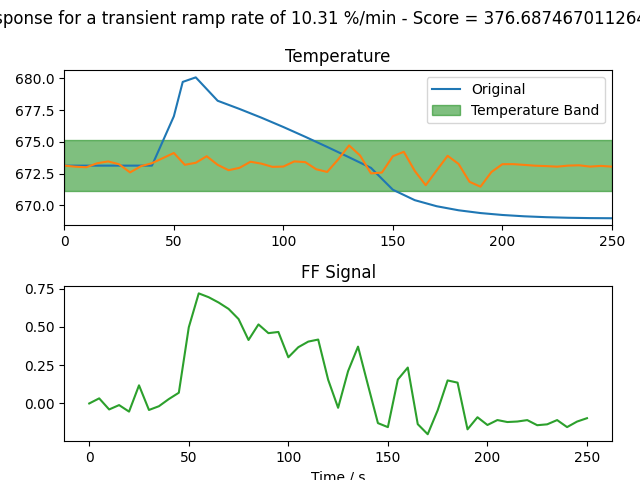 sponse for a transient ramp rate of 10.31 %/min - Score = 376.687467011264
Temperature
680.0
677.5
675.0
672.5
670.0
Original
Temperature Band
0 50 100 150 200 250
FF Signal
0.75
0.50
0.25
0.00
0 50 100 150 200 250
Time / s